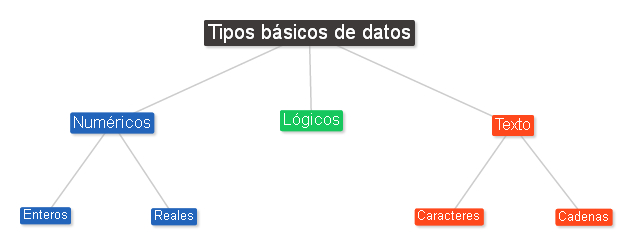 Tipos básicos de datos
Numéricos
Lógicos
Texto
Enteros
Reales
Caracteres
Cadenas